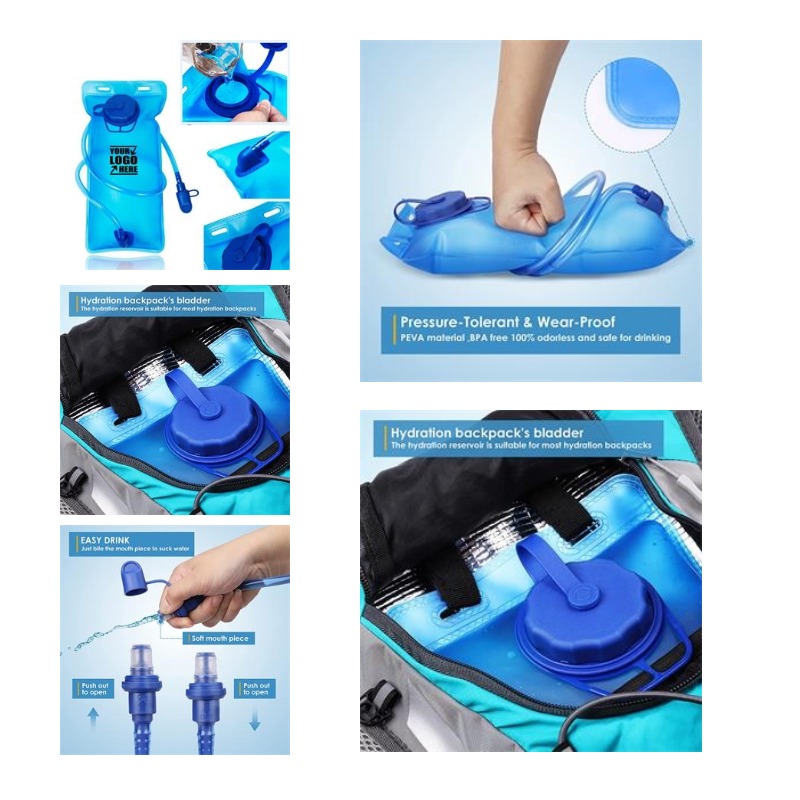 YOUR
LOGO
HERE
Pressure-Tolerant & Wear-Proof
PEVA material ,BPA free 100% odorless and safe for drinking
Hydration backpack's bladder
The hydration reservoir is suitable for most hydration backpacks
Hydration backpack's bladder
The hydration reservoir is suitable for most hydration backpacks
EASY DRINK
Just bite the mouth piece to suck water
Soft mouth piece
Push out
to open
Push out
to open